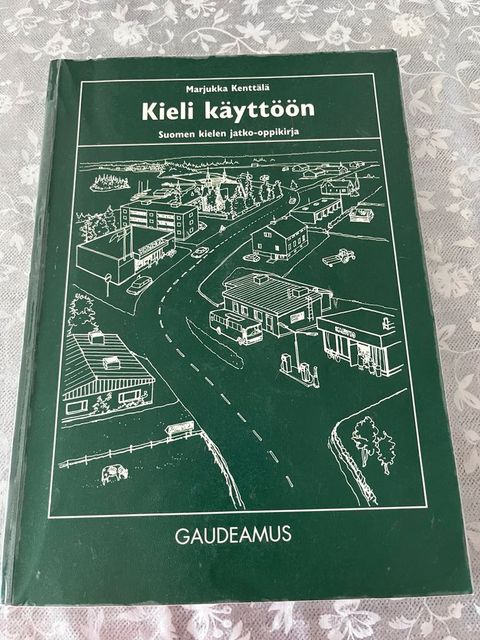 Marjukka Kenttälä
Kieli käyttöön
Suomen kielen jatko-oppikirja
GAUDEAMUS